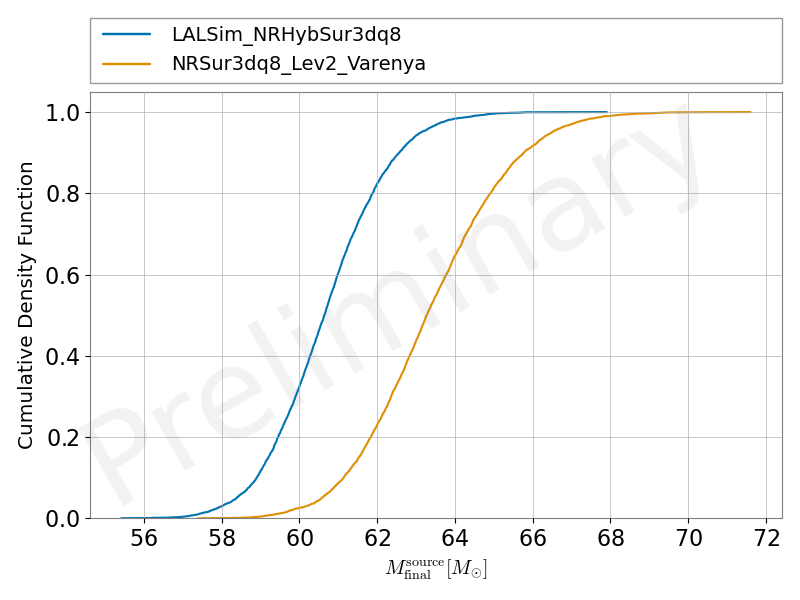 LALSim_NRHybSur3dq8
NRSur3dq8_Lev2_Varenya
Preliminary
1.0
0.8
0.6
0.4
0.2
0.0
Cumulative Density Function
56 58 60 62 64 66 68 70 72
M_final^source [M_⊙]